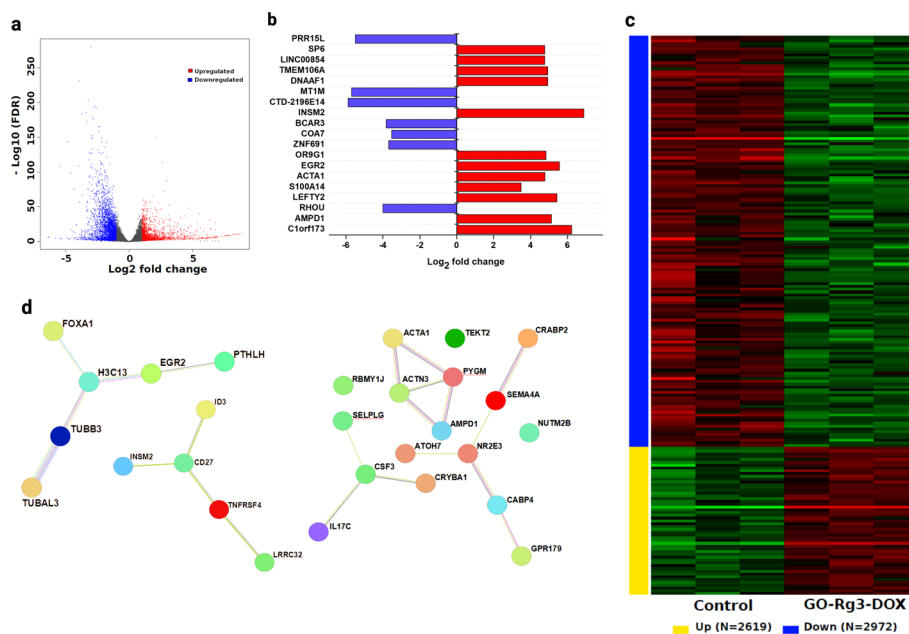 a
- Log10 (FDR)
250
200
150
100
50
0
Upregulated
Downregulated
-5
0
5
Log2 fold change
b
PRR15L
SP6
LINC00854
TMEM106A
DNAAF1
MT1M
CTD-2196E14
INSM2
BCAR3
COA7
ZNF691
OR9G1
EGR2
ACTA1
S100A14
LEFTY2
RHOU
AMPD1
C1orf173
-6 -4 -2 0 2 4 6
Log2 fold change
c
Control GO-Rg3-DOX
Up (N=2619) Down (N=2972)
d
FOXA1
H3C13
EGR2
PTHLH
TUBB3
TUBAL3
ID3
INSM2
CD27
TNFRSF4
LRRC32
ACTA1
TEKT2
CRABP2
RBMY1J
ACTN3
PYGM
SELPLG
AMPD1
SEMA4A
NUTM2B
ATOH7
NR2E3
CSF3
CRYBA1
CABP4
IL17C
GPR179